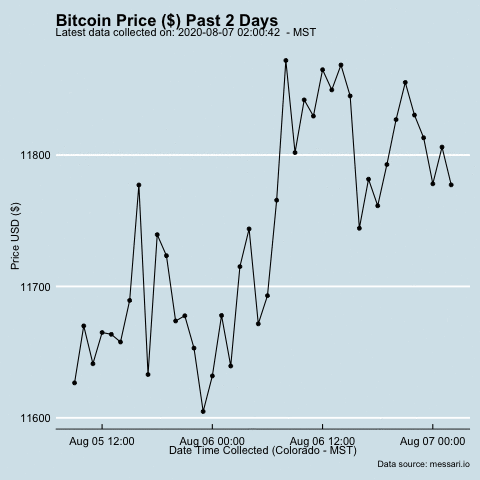 Bitcoin Price ($) Past 2 Days
Latest data collected on: 2020-08-07 02:00:42  - MST
11800
11700
11600
Price USD ($)
Aug 05 12:00
Aug 06 00:00
Aug 06 12:00
Aug 07 00:00
Date Time Collected (Colorado - MST)
Data source: messari.io